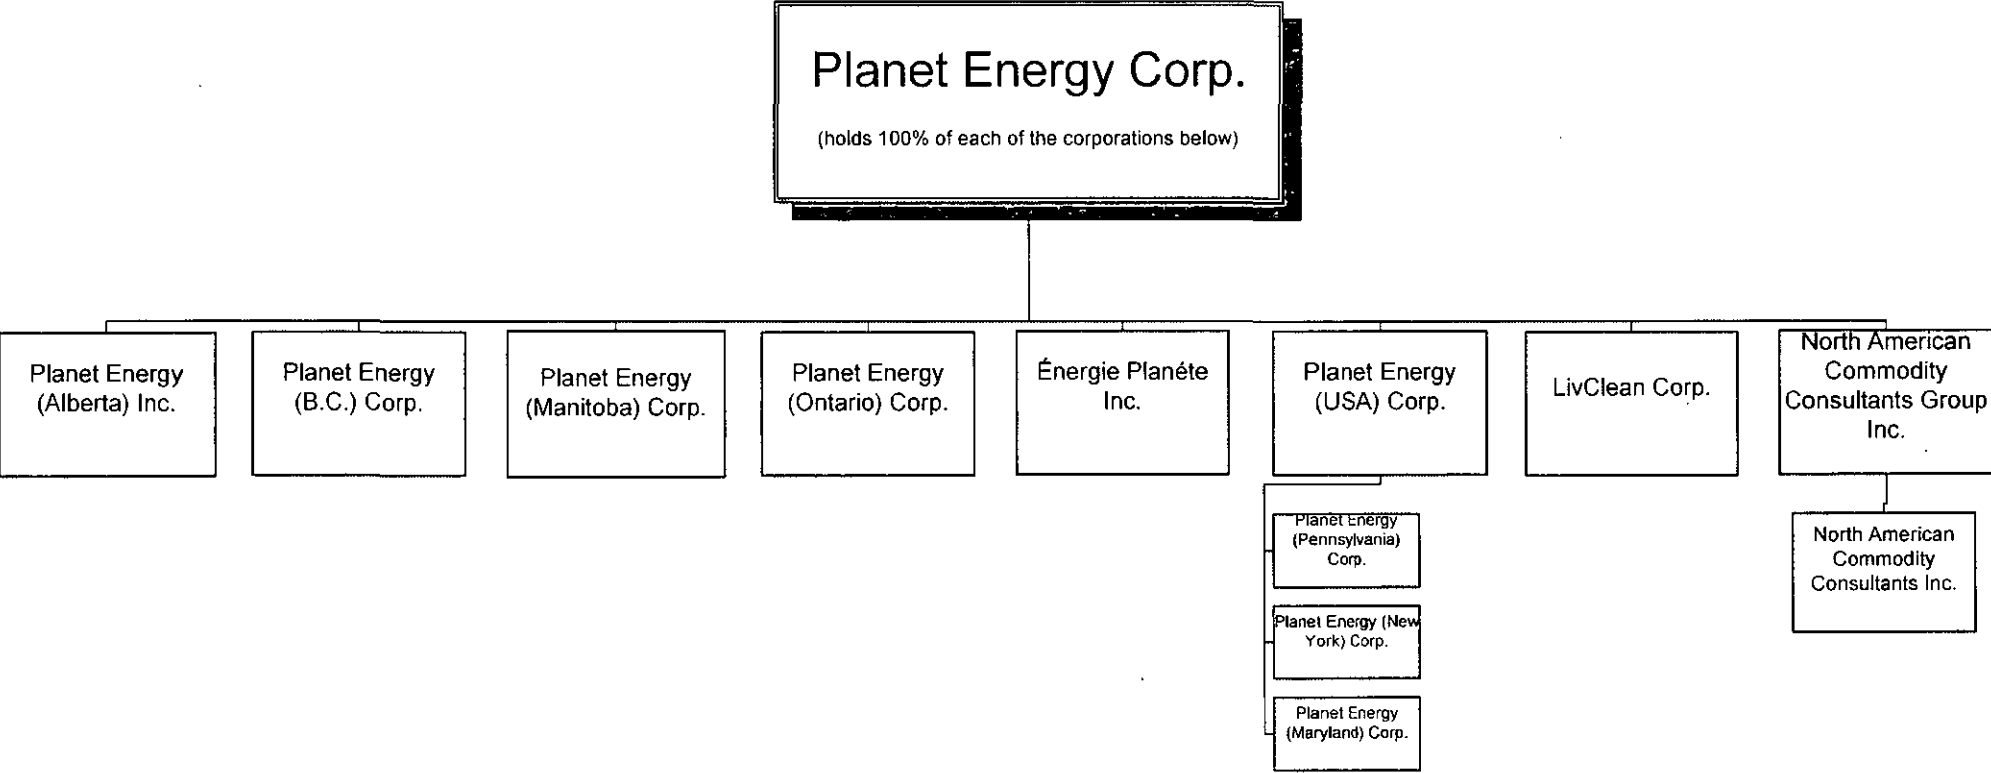 Planet Energy Corp.
(holds 100% of each of the corporations below)
Planet Energy
(Alberta) Inc.
Planet Energy
(B.C.) Corp.
Planet Energy
(Manitoba) Corp.
Planet Energy
(Ontario) Corp.
Énergie Planéte
Inc.
Planet Energy
(USA) Corp.
LivClean Corp.
North American
Commodity
Consultants Group
Inc.
Planet Energy
(Pennsylvania)
Corp.
Planet Energy (New
York) Corp.
Planet Energy
(Maryland) Corp.
North American
Commodity
Consultants Inc.